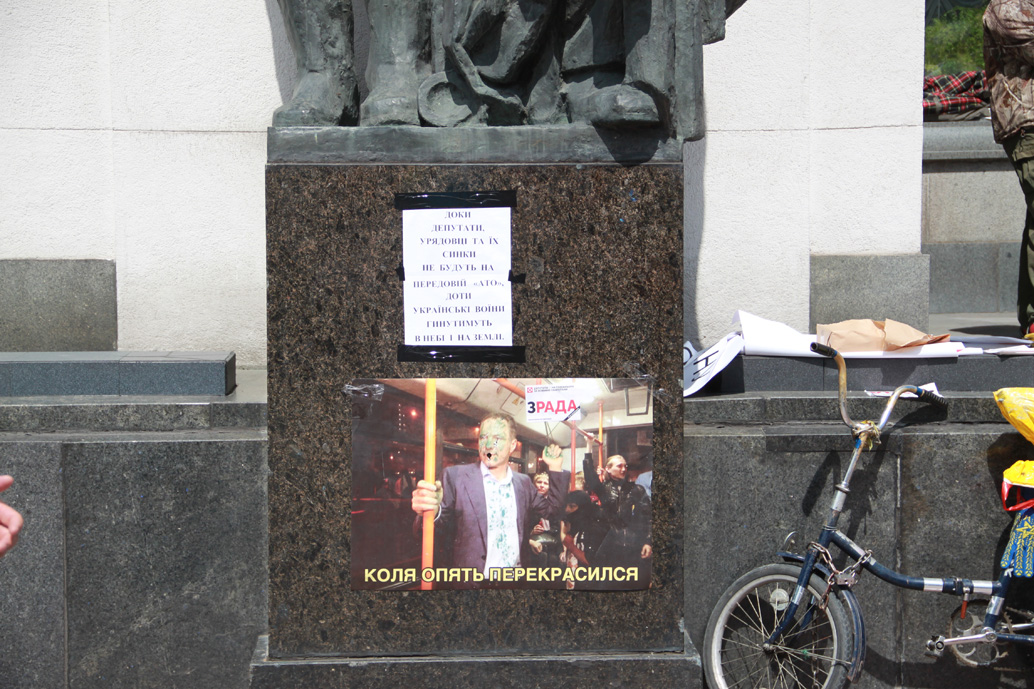 ДОКИ
ДЕПУТАТИ,
УРЯДОВЦІ ТА ЇХ
СИНКИ
НЕ БУДУТЬ НА
ПЕРЕДОВІЙ «АТО»,
ДОТИ
УКРАЇНСЬКІ ВОЇНИ
ГИНУТИМУТЬ
В НЕБІ І НА ЗЕМЛІ.
ЗРАДА
КОЛЯ ОПЯТЬ ПЕРЕКРАСИЛСЯ